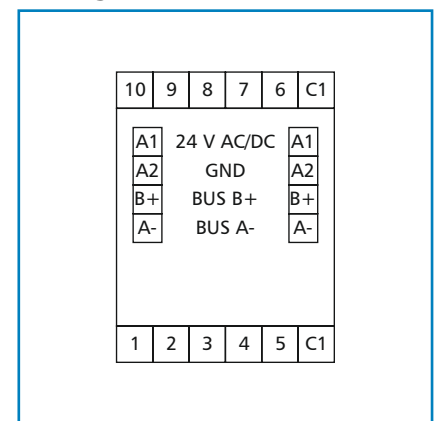 10 9 8 7 6 C1
A1 24 V AC/DC A1
A2 GND A2
B+ BUS B+ B+
A- BUS A- A-
1 2 3 4 5 C1